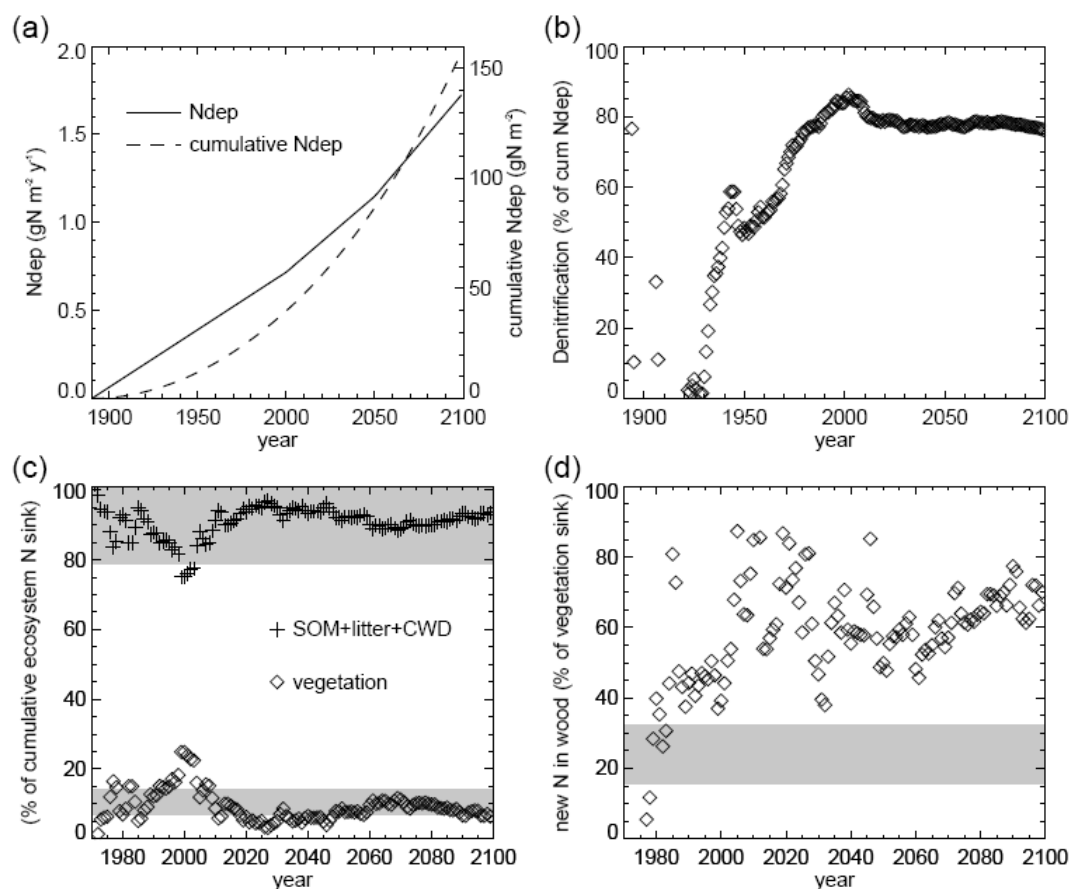 (a)
2.0
1.5
1.0
0.5
0.0
Ndep (gN m⁻² y⁻¹)
Ndep
cumulative Ndep
150
100
50
0
cumulative Ndep (gN m⁻²)
1900 1950 2000 2050 2100
year
(b)
100
80
60
40
20
0
Denitrification (% of cum Ndep)
1900 1950 2000 2050 2100
year
(c)
100
80
60
40
20
0
(% of cumulative ecosystem N sink)
SOM+litter+CWD
vegetation
1980 2000 2020 2040 2060 2080 2100
year
(d)
100
80
60
40
20
0
new N in wood (% of vegetation sink)
1980 2000 2020 2040 2060 2080 2100
year